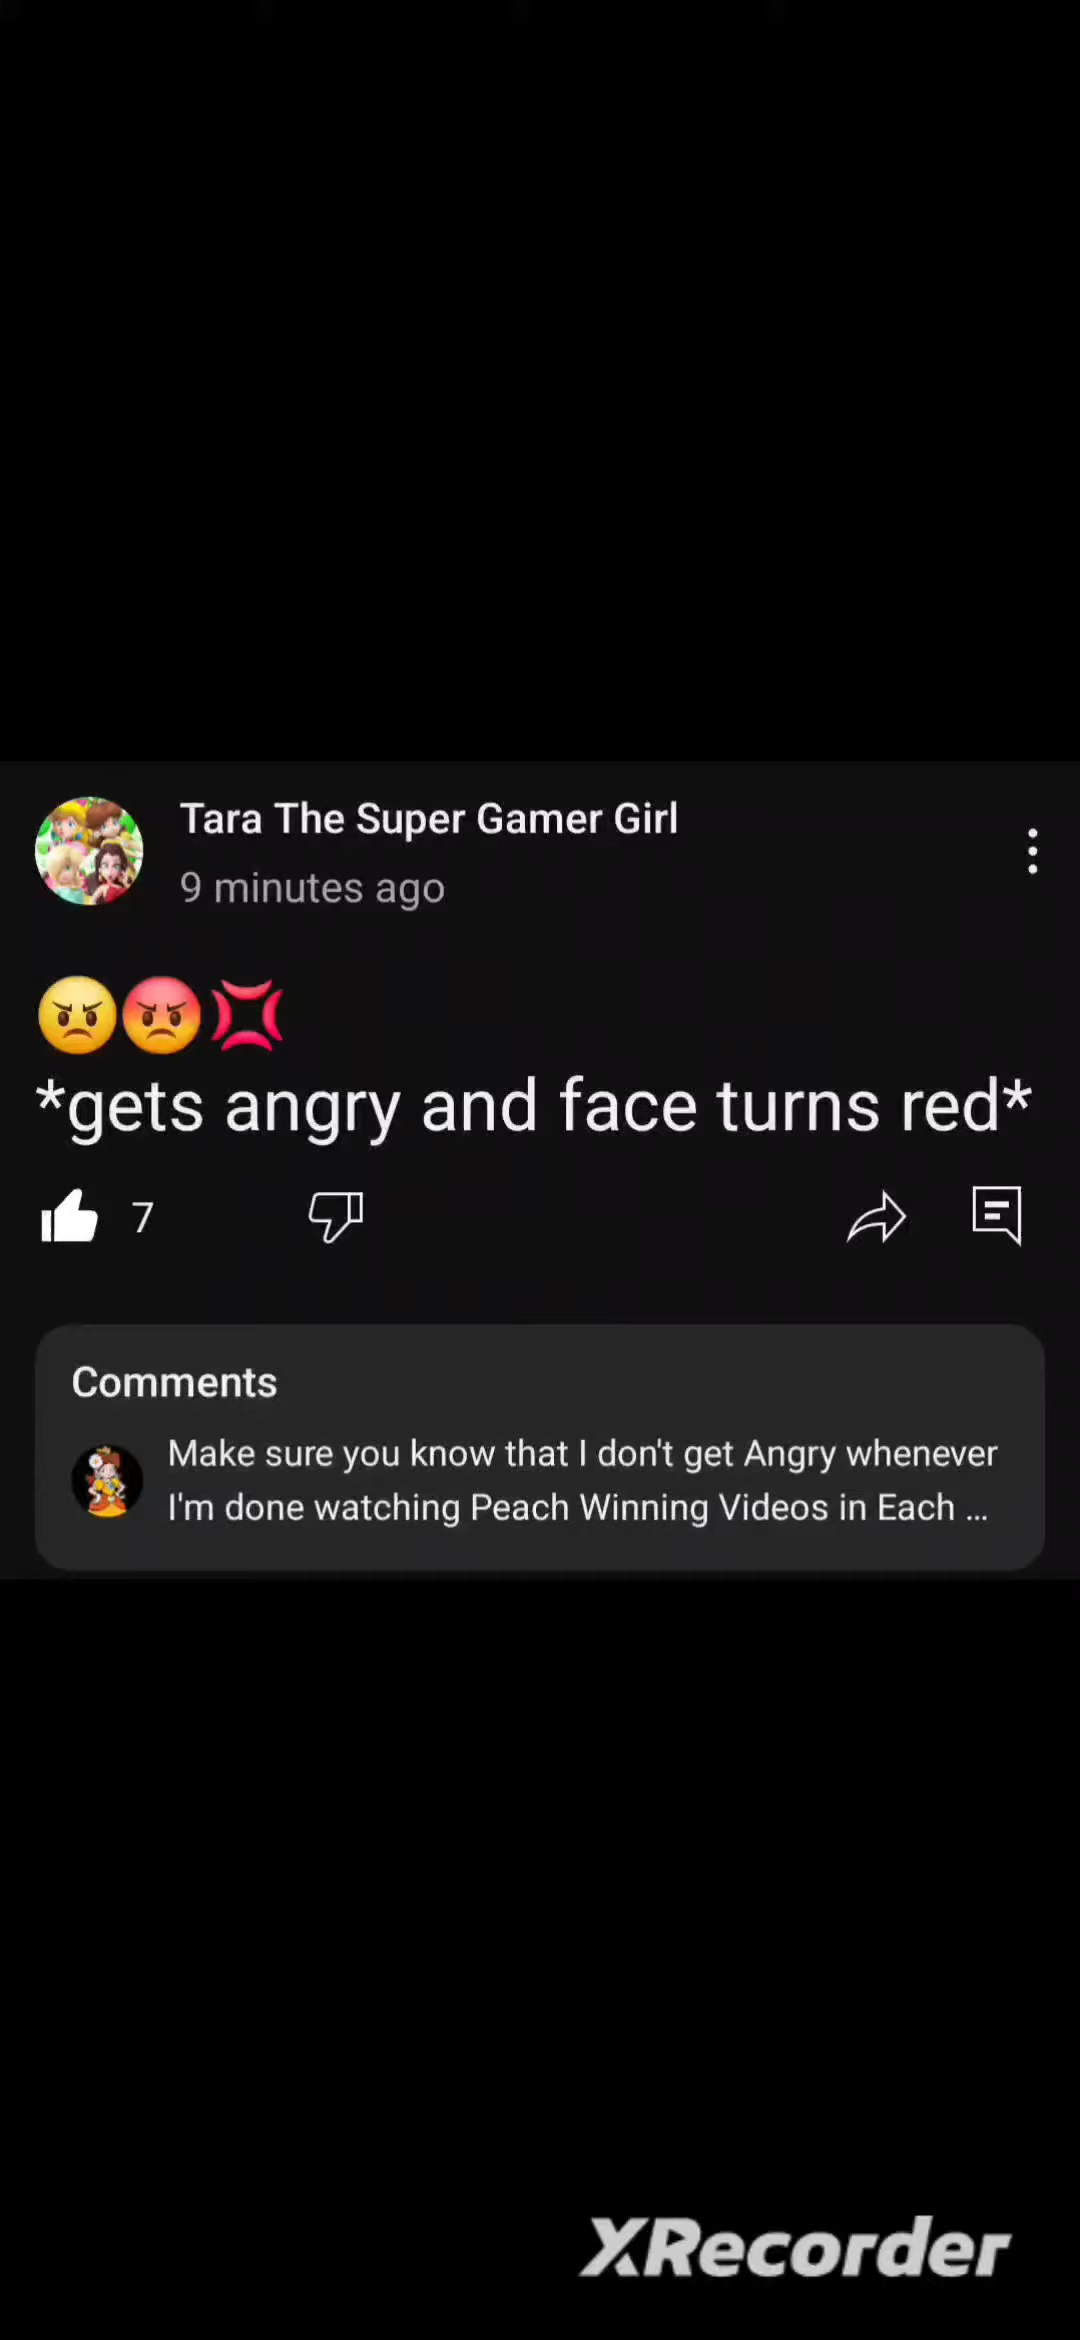 Tara The Super Gamer Girl
9 minutes ago
😠😡💢
*gets angry and face turns red*
7
Comments
Make sure you know that I don't get Angry whenever
I'm done watching Peach Winning Videos in Each ...
XRecorder